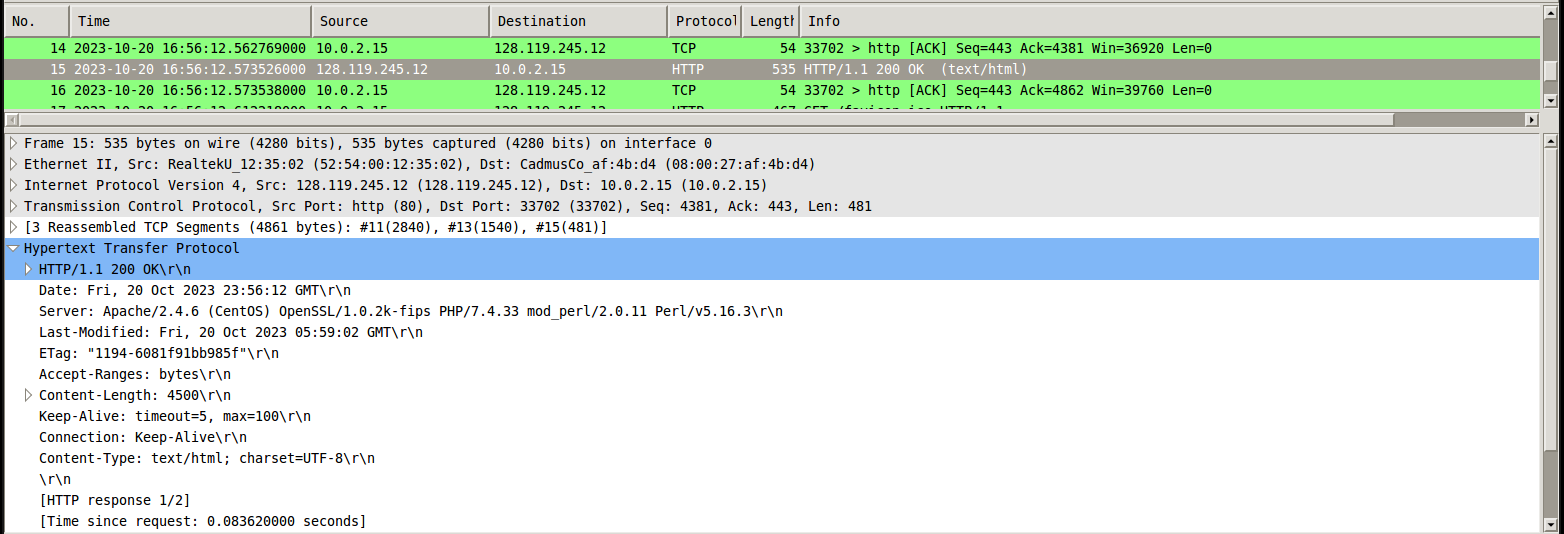 No. Time Source Destination Protocol Length Info
14 2023-10-20 16:56:12.562769000 10.0.2.15 128.119.245.12 TCP 54 33702 > http [ACK] Seq=443 Ack=4381 Win=36920 Len=0
15 2023-10-20 16:56:12.573526000 128.119.245.12 10.0.2.15 HTTP 535 HTTP/1.1 200 OK (text/html)
16 2023-10-20 16:56:12.573538000 10.0.2.15 128.119.245.12 TCP 54 33702 > http [ACK] Seq=443 Ack=4862 Win=39760 Len=0
Frame 15: 535 bytes on wire (4280 bits), 535 bytes captured (4280 bits) on interface 0
Ethernet II, Src: RealtekU_12:35:02 (52:54:00:12:35:02), Dst: CadmusCo_af:4b:d4 (08:00:27:af:4b:d4)
Internet Protocol Version 4, Src: 128.119.245.12 (128.119.245.12), Dst: 10.0.2.15 (10.0.2.15)
Transmission Control Protocol, Src Port: http (80), Dst Port: 33702 (33702), Seq: 4381, Ack: 443, Len: 481
[3 Reassembled TCP Segments (4861 bytes): #11(2840), #13(1540), #15(481)]
Hypertext Transfer Protocol
HTTP/1.1 200 OK\r\n
Date: Fri, 20 Oct 2023 23:56:12 GMT\r\n
Server: Apache/2.4.6 (CentOS) OpenSSL/1.0.2k-fips PHP/7.4.33 mod_perl/2.0.11 Perl/v5.16.3\r\n
Last-Modified: Fri, 20 Oct 2023 05:59:02 GMT\r\n
ETag: "1194-6081f91bb985f"\r\n
Accept-Ranges: bytes\r\n
Content-Length: 4500\r\n
Keep-Alive: timeout=5, max=100\r\n
Connection: Keep-Alive\r\n
Content-Type: text/html; charset=UTF-8\r\n
\r\n
[HTTP response 1/2]
[Time since request: 0.083620000 seconds]